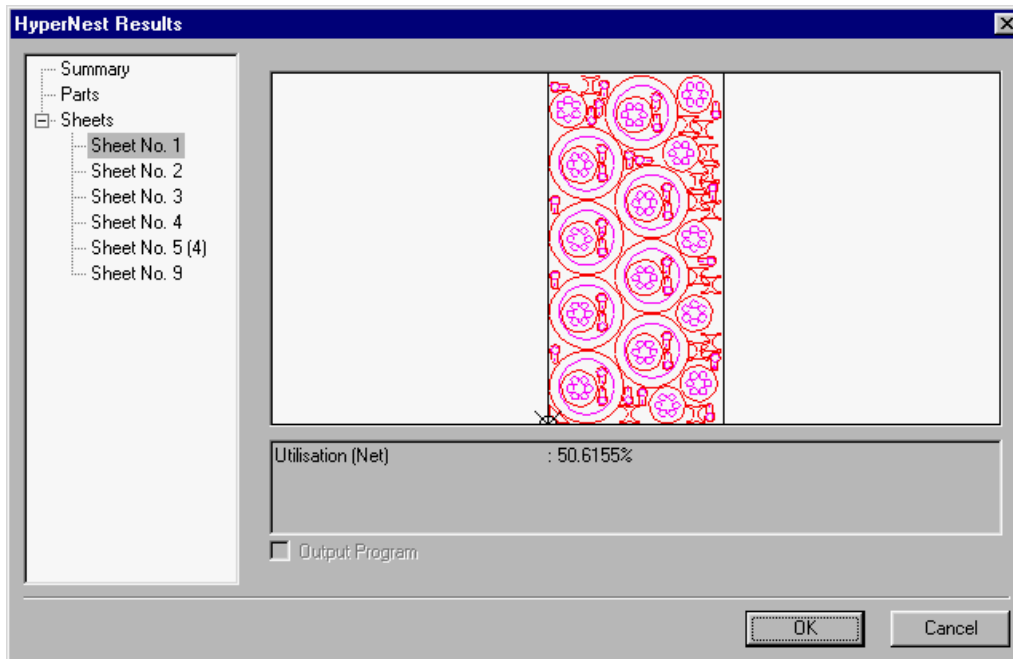 HyperNest Results
Summary
Parts
Sheets
Sheet No. 1
Sheet No. 2
Sheet No. 3
Sheet No. 4
Sheet No. 5 (4)
Sheet No. 9
Utilisation (Net) : 50.6155%
Output Program
OK Cancel